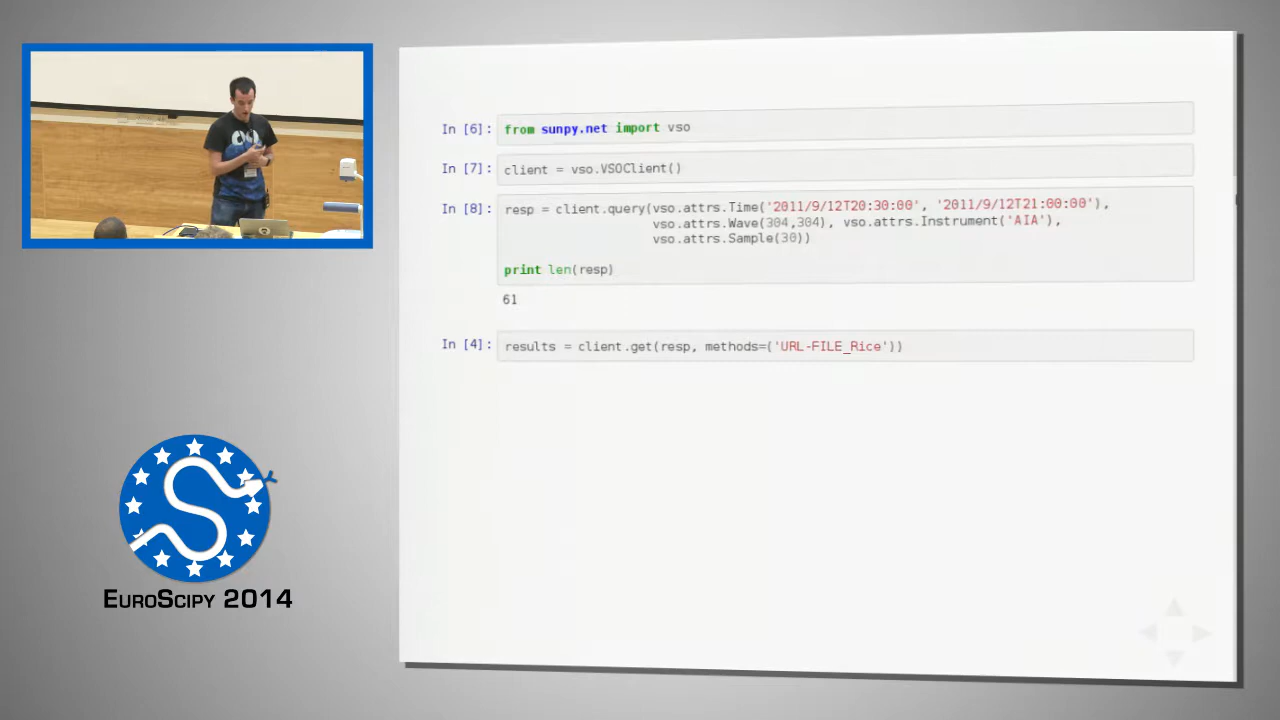 In [6]: from sunpy.net import vso
In [7]: client = vso.VSOClient()
In [8]: resp = client.query(vso.attrs.Time('2011/9/12T20:30:00', '2011/9/12T21:00:00'),
vso.attrs.Wave(304,304), vso.attrs.Instrument('AIA'),
vso.attrs.Sample(30))
print len(resp)
61
In [4]: results = client.get(resp, methods=('URL-FILE_Rice'))
EuroScipy 2014